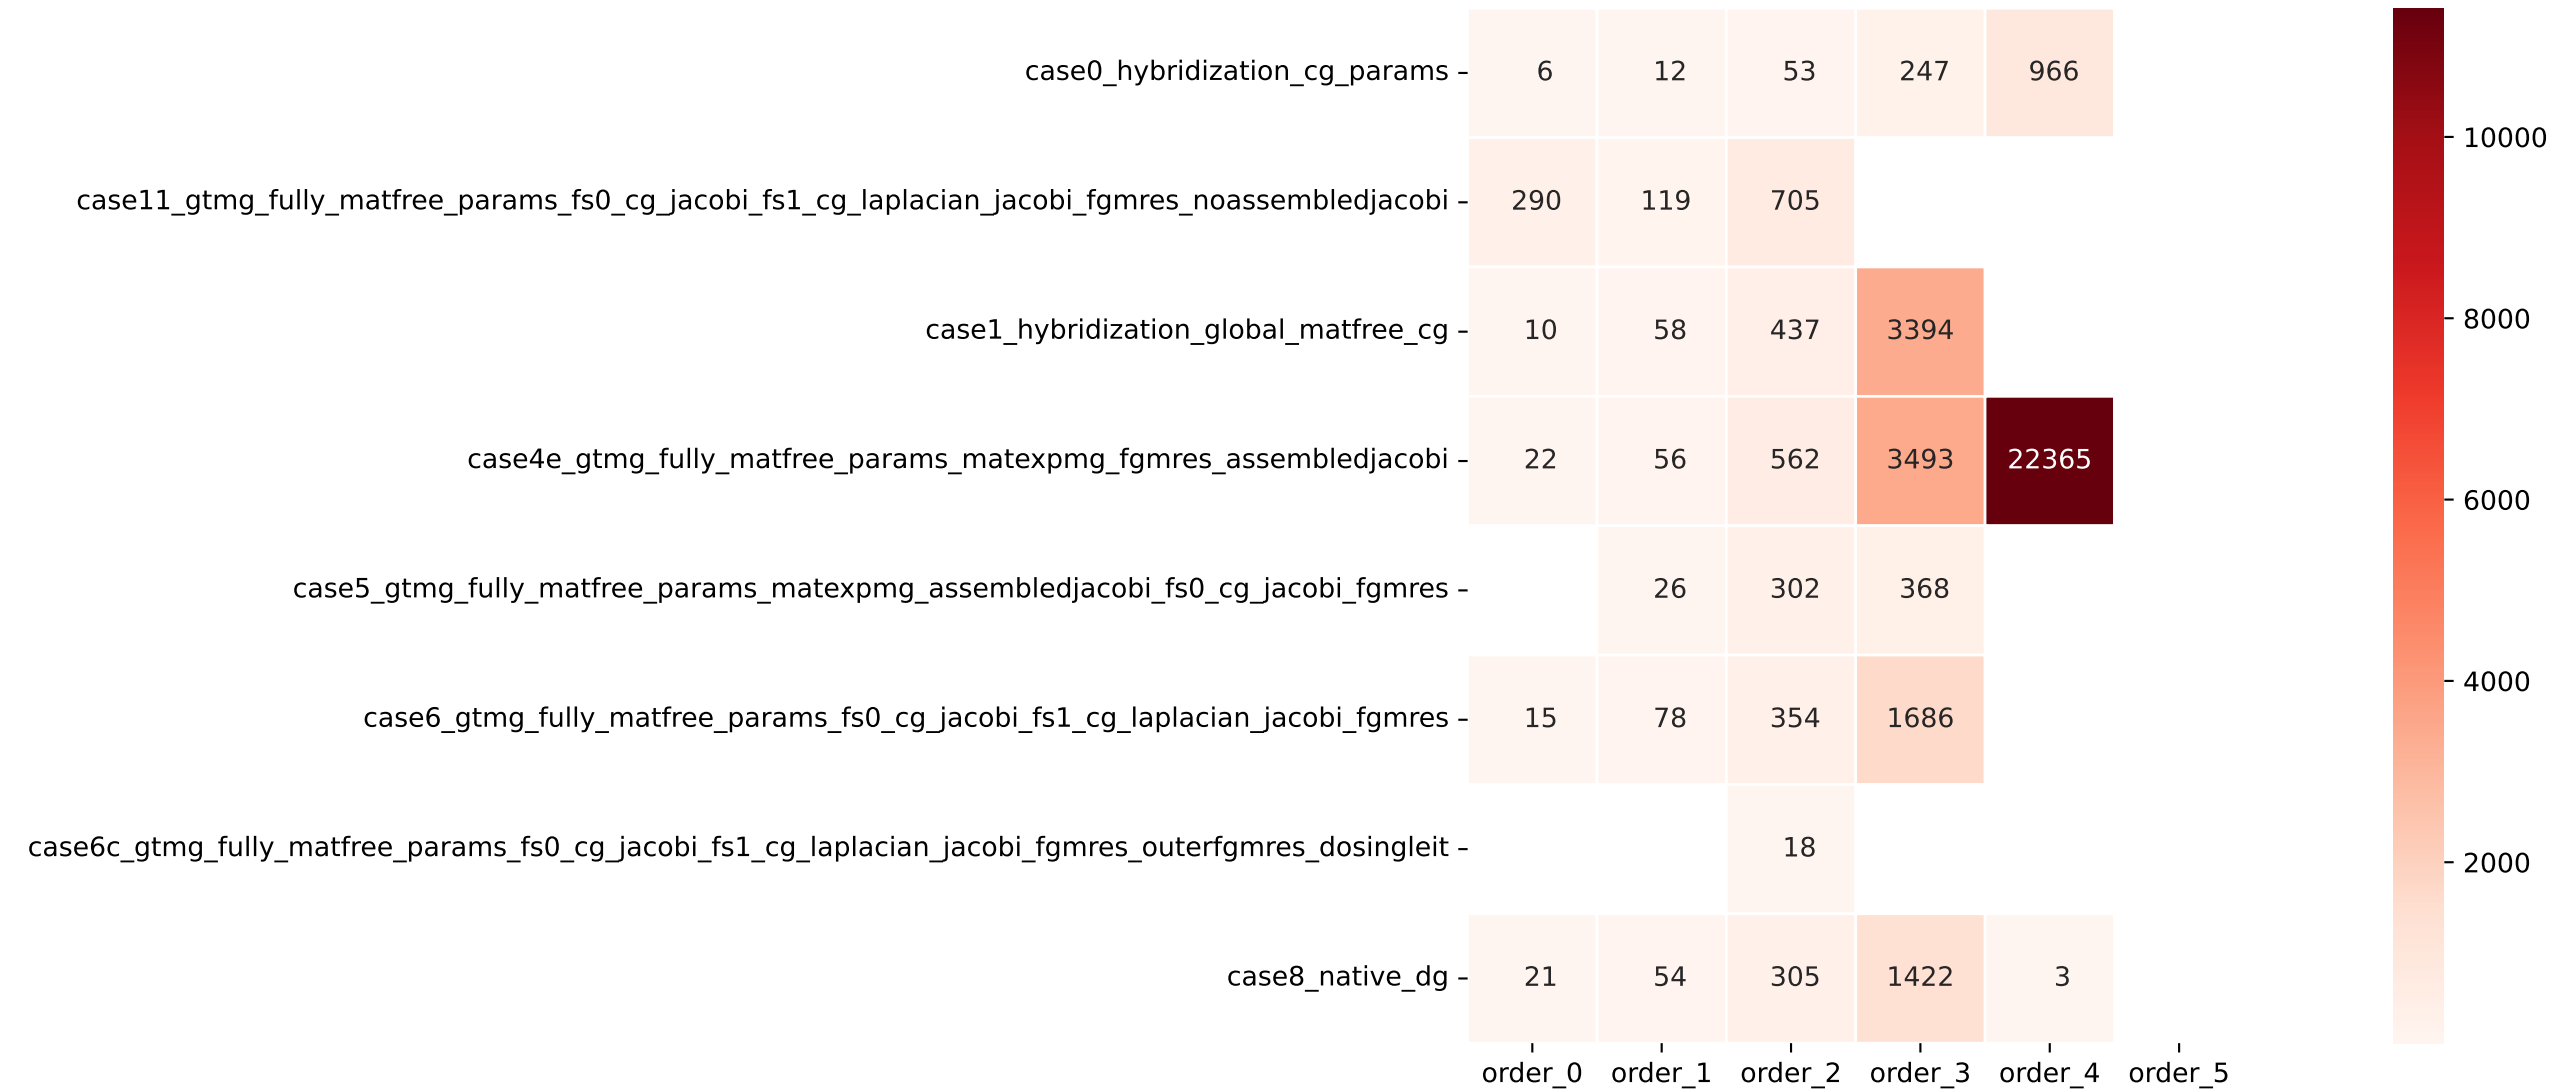 case0_hybridization_cg_params 6 12 53 247 966
10000
case11_gtmg_fully_matfree_params_fs0_cg_jacobi_fs1_cg_laplacian_jacobi_fgmres_noassembledjacobi 290 119 705
8000
case1_hybridization_global_matfree_cg 10 58 437 3394
case4e_gtmg_fully_matfree_params_matexpmg_fgmres_assembledjacobi 22 56 562 3493 22365
6000
case5_gtmg_fully_matfree_params_matexpmg_assembledjacobi_fs0_cg_jacobi_fgmres 26 302 368
4000
case6_gtmg_fully_matfree_params_fs0_cg_jacobi_fs1_cg_laplacian_jacobi_fgmres 15 78 354 1686
case6c_gtmg_fully_matfree_params_fs0_cg_jacobi_fs1_cg_laplacian_jacobi_fgmres_outerfgmres_dosingleit 18
2000
case8_native_dg 21 54 305 1422 3
order_0 order_1 order_2 order_3 order_4 order_5